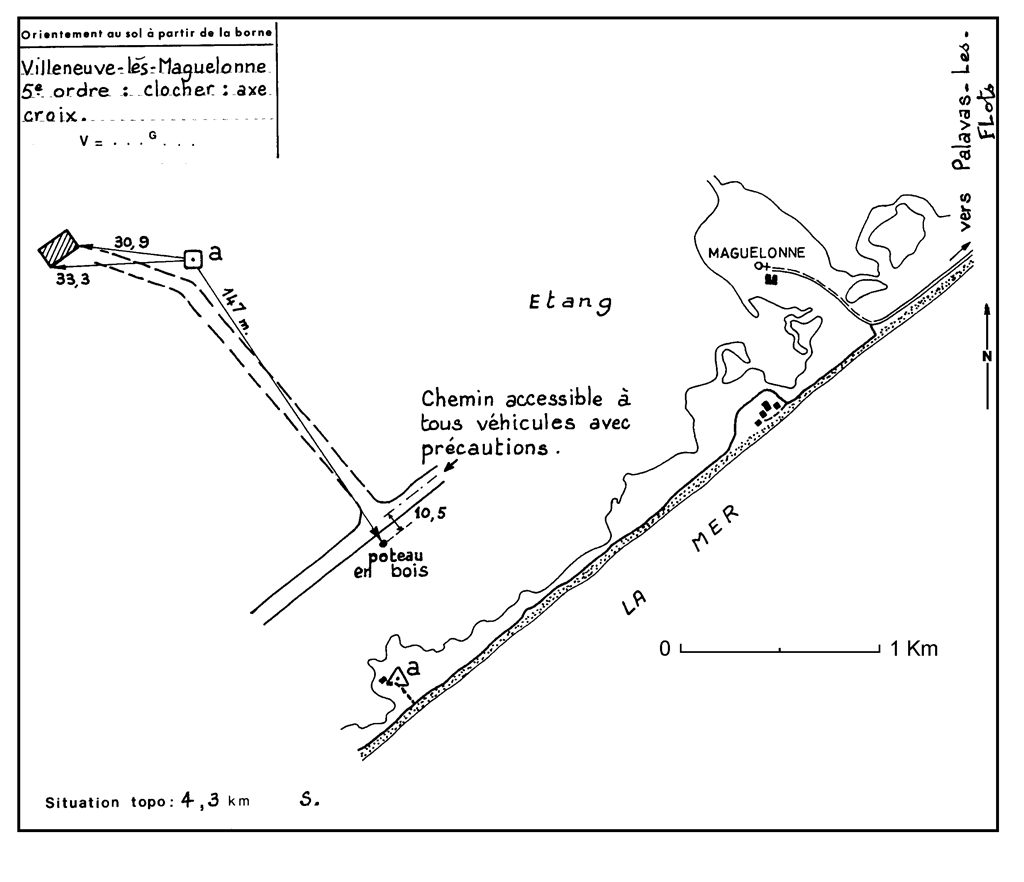 Orientement au sol à partir de la borne
Villeneuve-lès-Maguelonne
5e ordre : clocher : axe
croix.
V = . . . G . . .
vers Palavas-Les-
FLots
30,9
a
33,3
147 m.
MAGUELONNE
Etang
N
Chemin accessible à
tous véhicules avec
précautions.
10,5
poteau
en bois
LA MER
a
0 1 Km
Situation topo: 4,3 km S.